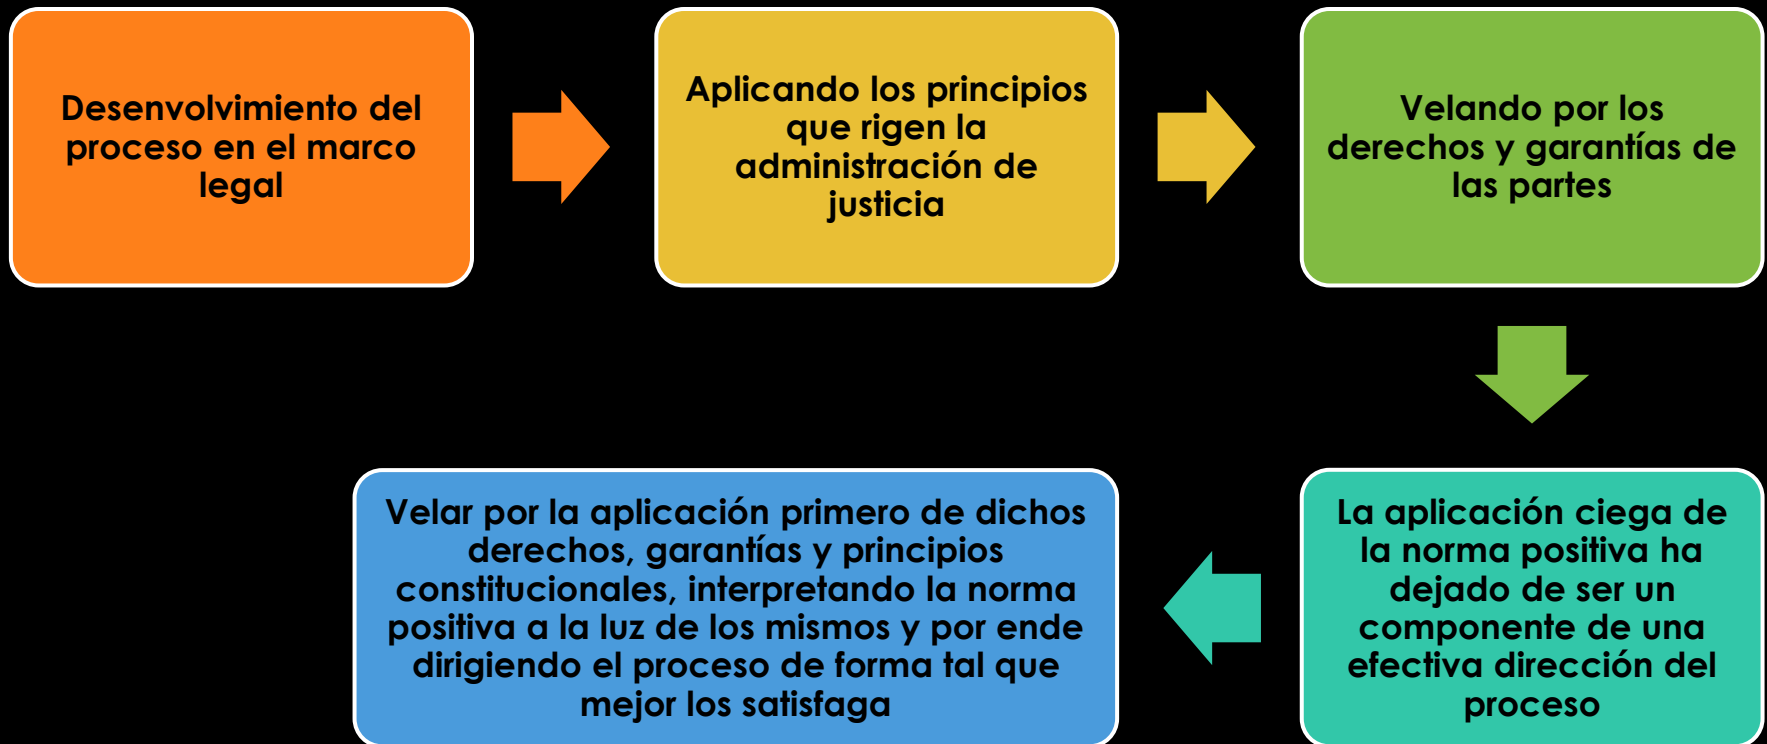 Desenvolvimiento del
proceso en el marco
legal
Aplicando los principios
que rigen la
administración de
justicia
Velando por los
derechos y garantías de
las partes
La aplicación ciega de
la norma positiva ha
dejado de ser un
componente de una
efectiva dirección del
proceso
Velar por la aplicación primero de dichos
derechos, garantías y principios
constitucionales, interpretando la norma
positiva a la luz de los mismos y por ende
dirigiendo el proceso de forma tal que
mejor los satisfaga